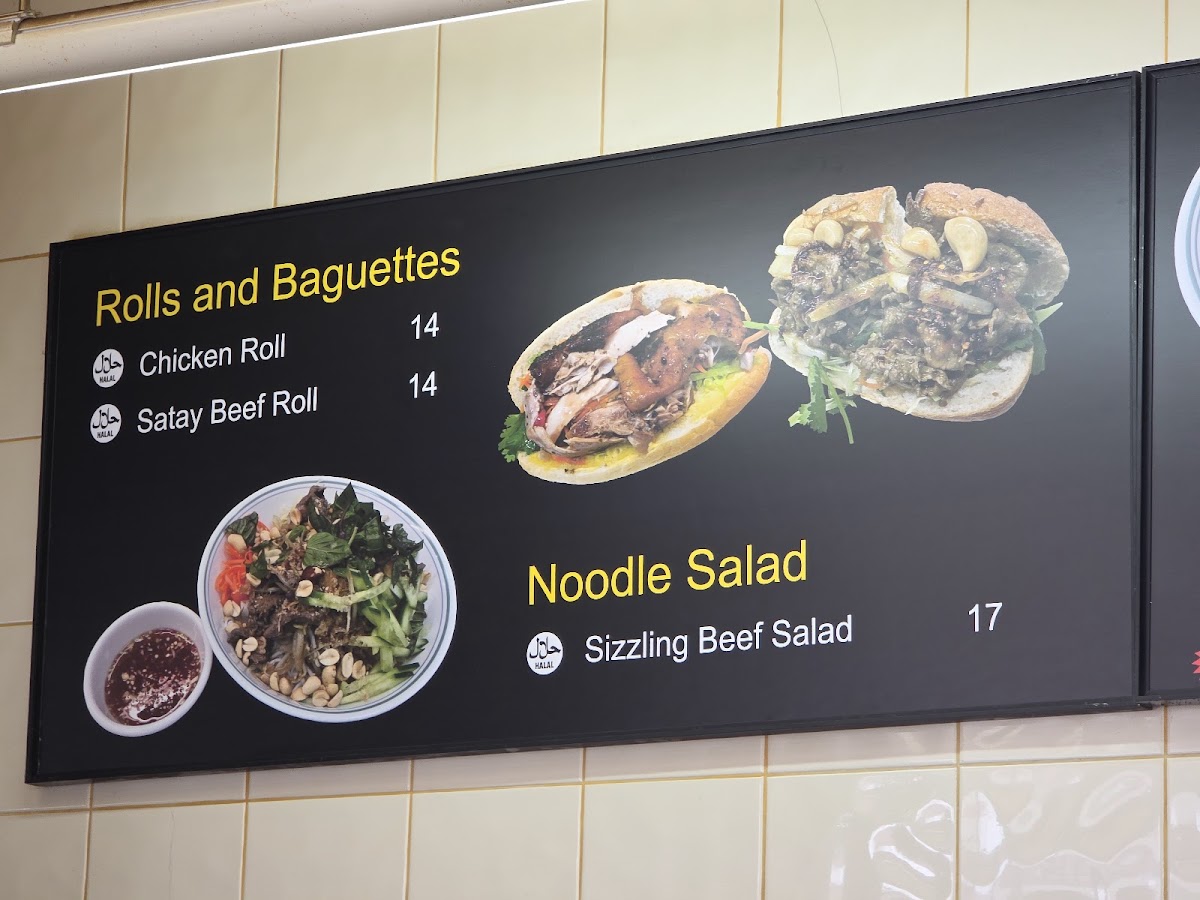 Rolls and Baguettes
حلال
HALAL
Chicken Roll 14
حلال
HALAL
Satay Beef Roll 14
Noodle Salad
حلال
HALAL
Sizzling Beef Salad 17